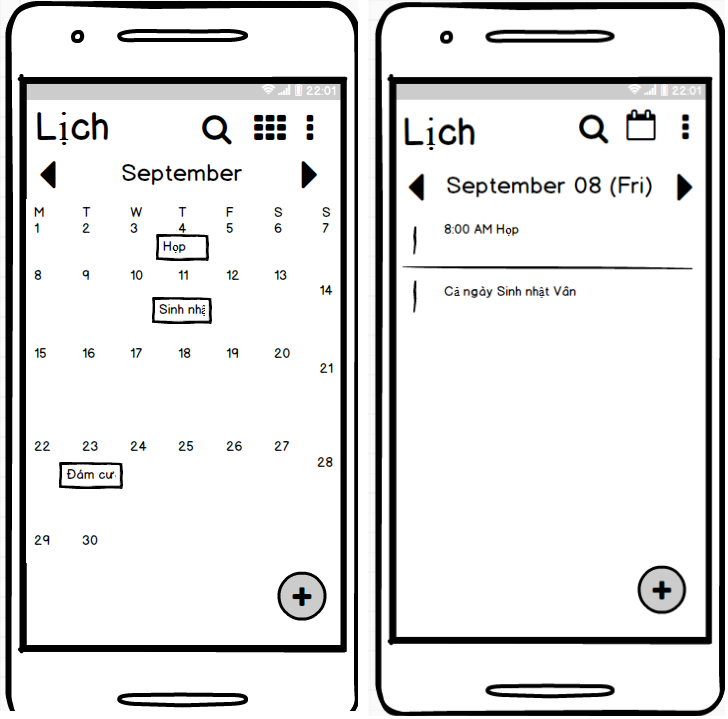 22:01
Lịch
September
M T W T F S S
1 2 3 4 5 6 7
Họp
8 9 10 11 12 13 14
Sinh nhậ
15 16 17 18 19 20 21
22 23 24 25 26 27 28
Đám cư
29 30
22:01
Lịch
September 08 (Fri)
8:00 AM Họp
Cả ngày Sinh nhật Vân